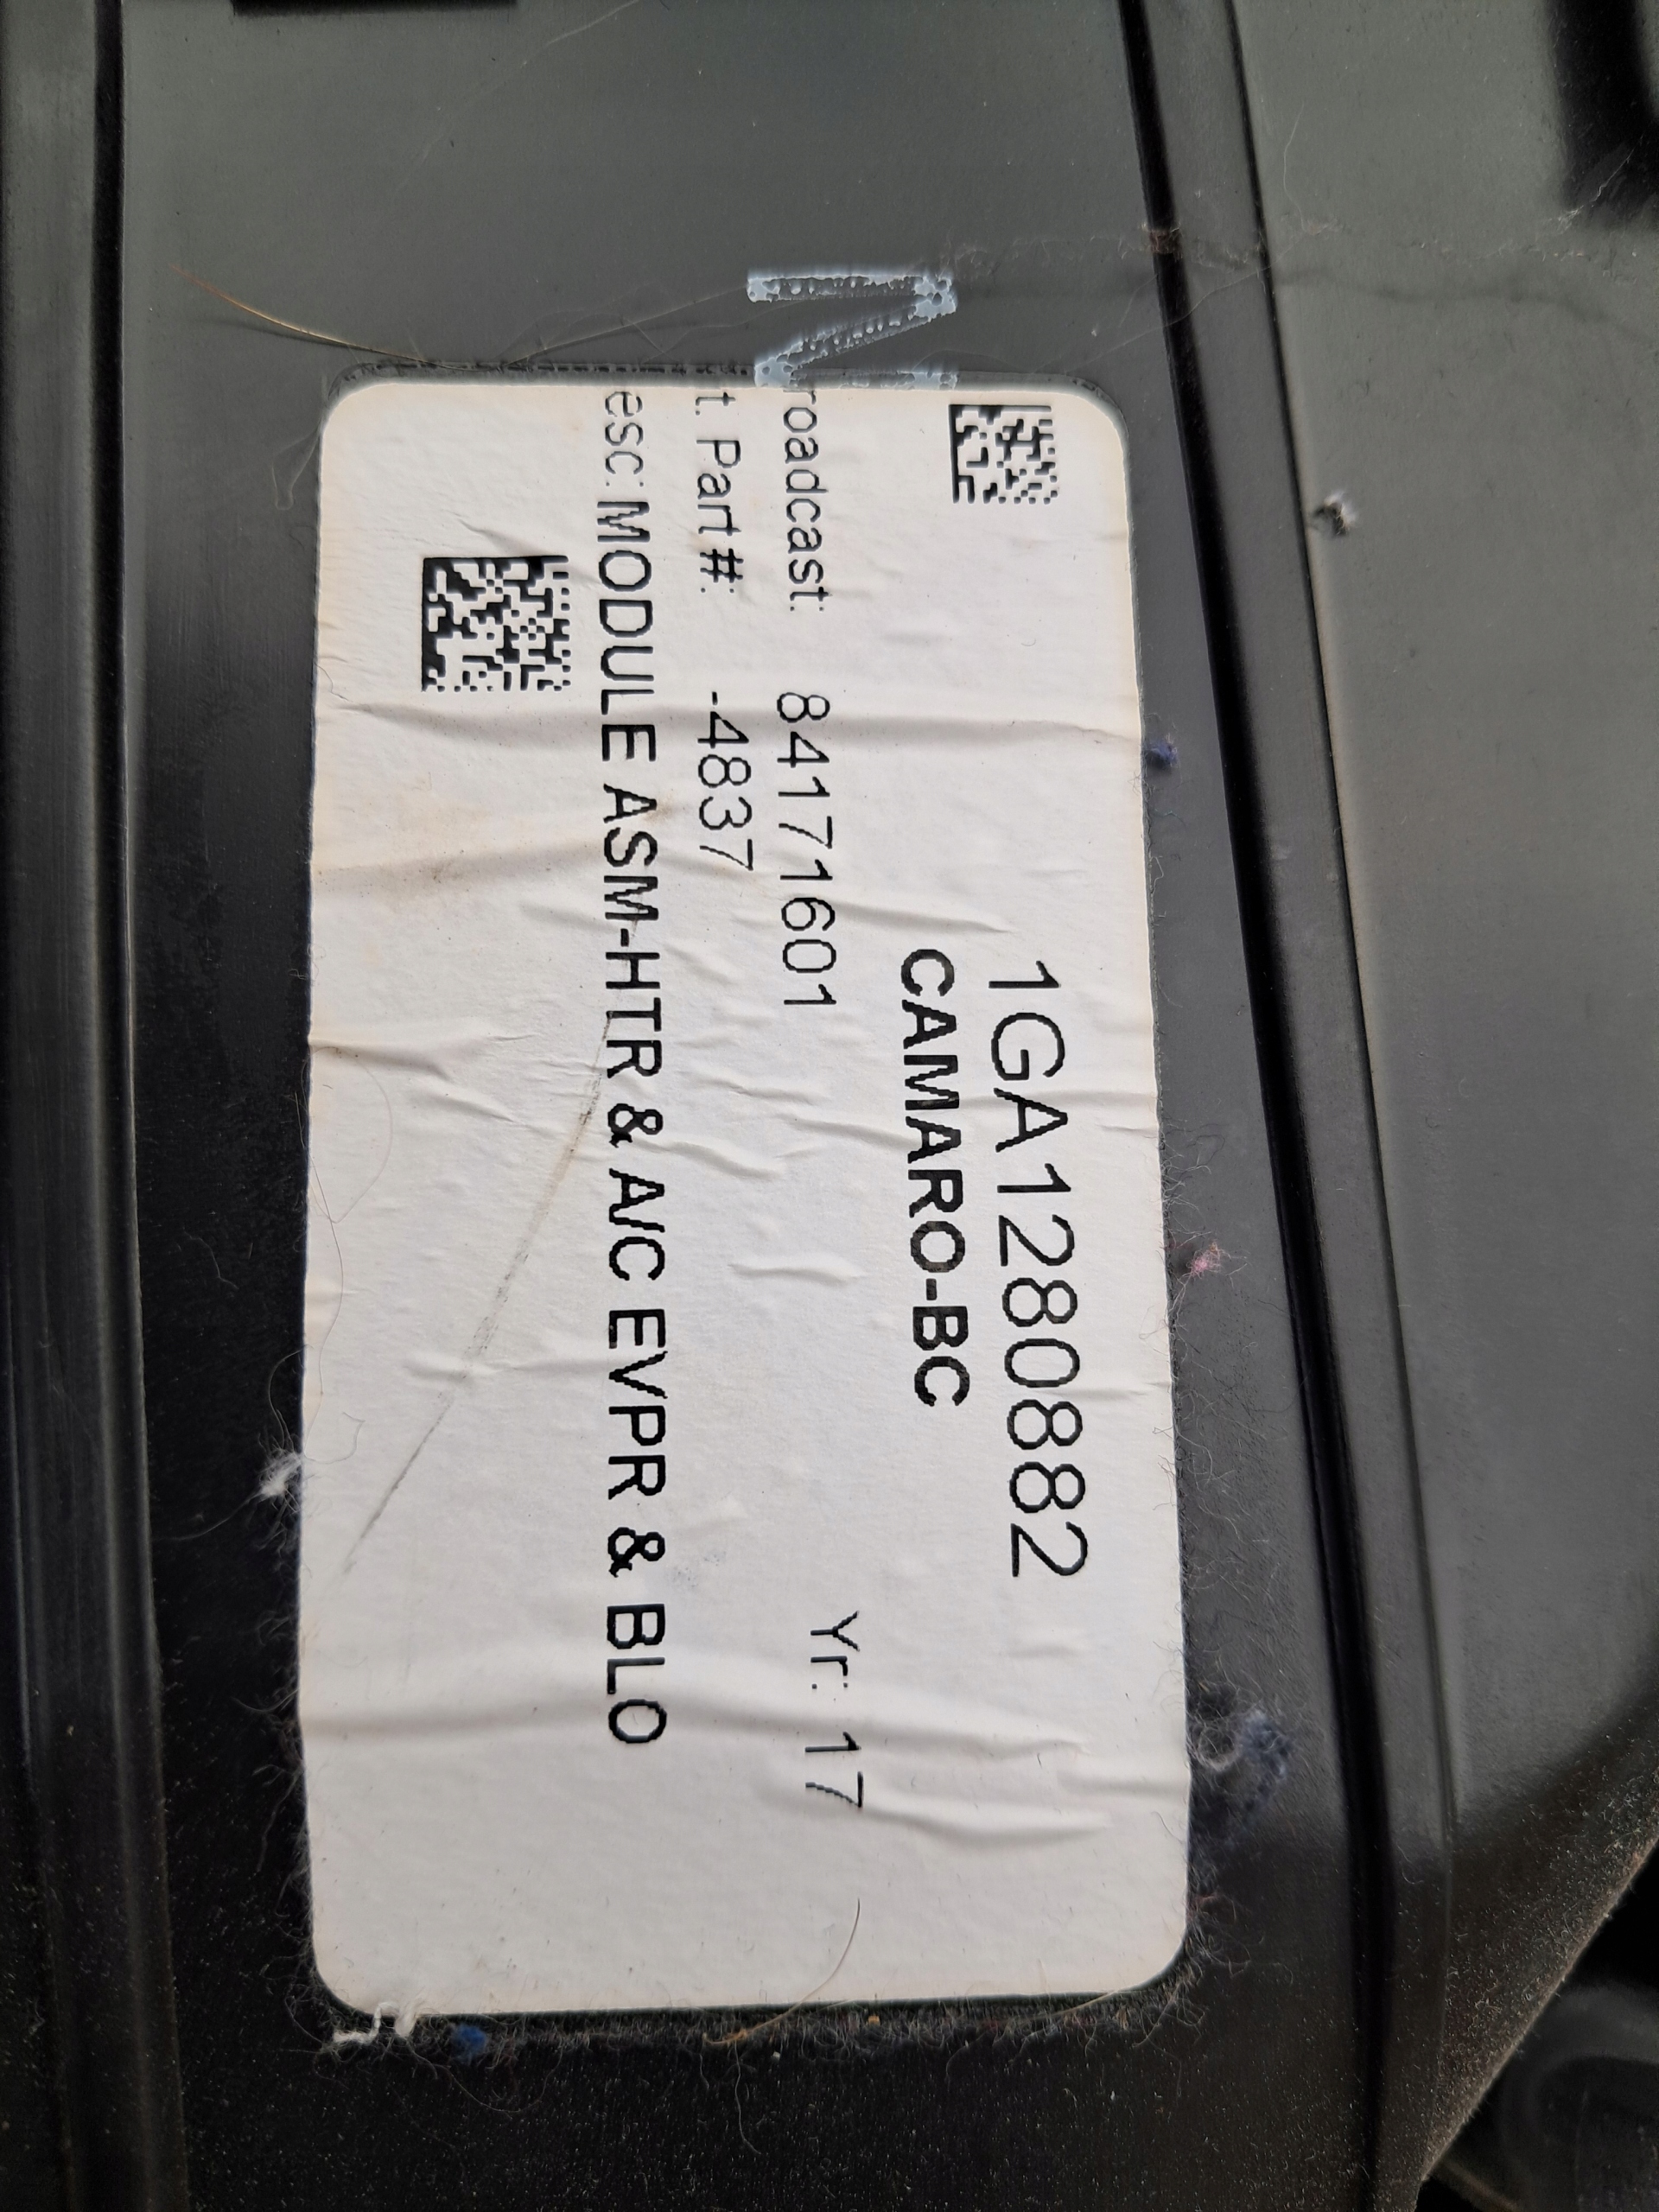 1GA1280882
CAMARO-BC
roadcast: 84171601 Yr: 17
t. Part #: -4837
esc: MODULE ASM-HTR & A/C EVPR & BLO